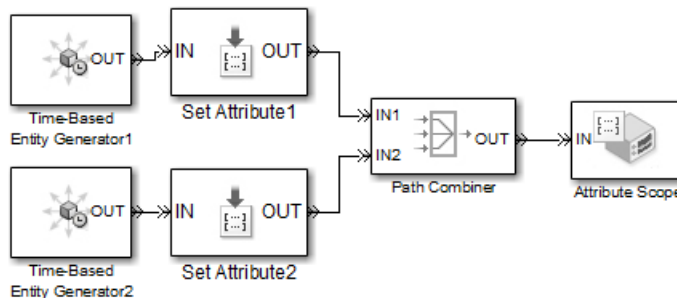 OUT
Time-Based
Entity Generator1
IN
[...]
OUT
Set Attribute1
IN1
IN2
OUT
Path Combiner
[...]
IN
Attribute Scope
OUT
Time-Based
Entity Generator2
IN
[...]
OUT
Set Attribute2